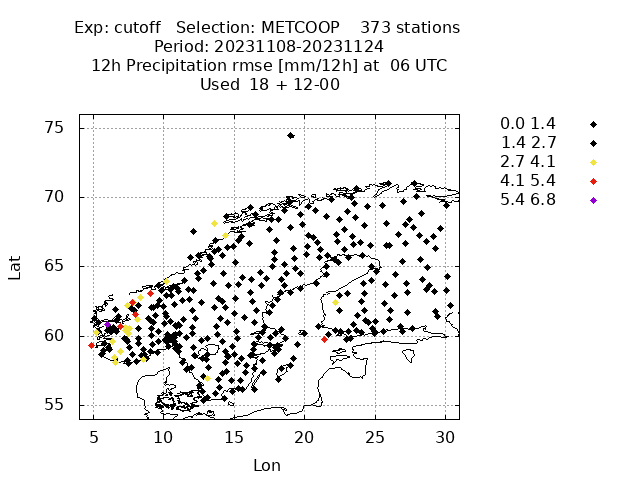 Exp: cutoff Selection: METCOOP 373 stations
Period: 20231108-20231124
12h Precipitation rmse [mm/12h] at 06 UTC
Used 18 + 12-00
0.0 1.4
1.4 2.7
2.7 4.1
4.1 5.4
5.4 6.8
75
70
65
60
55
Lat
5 10 15 20 25 30
Lon